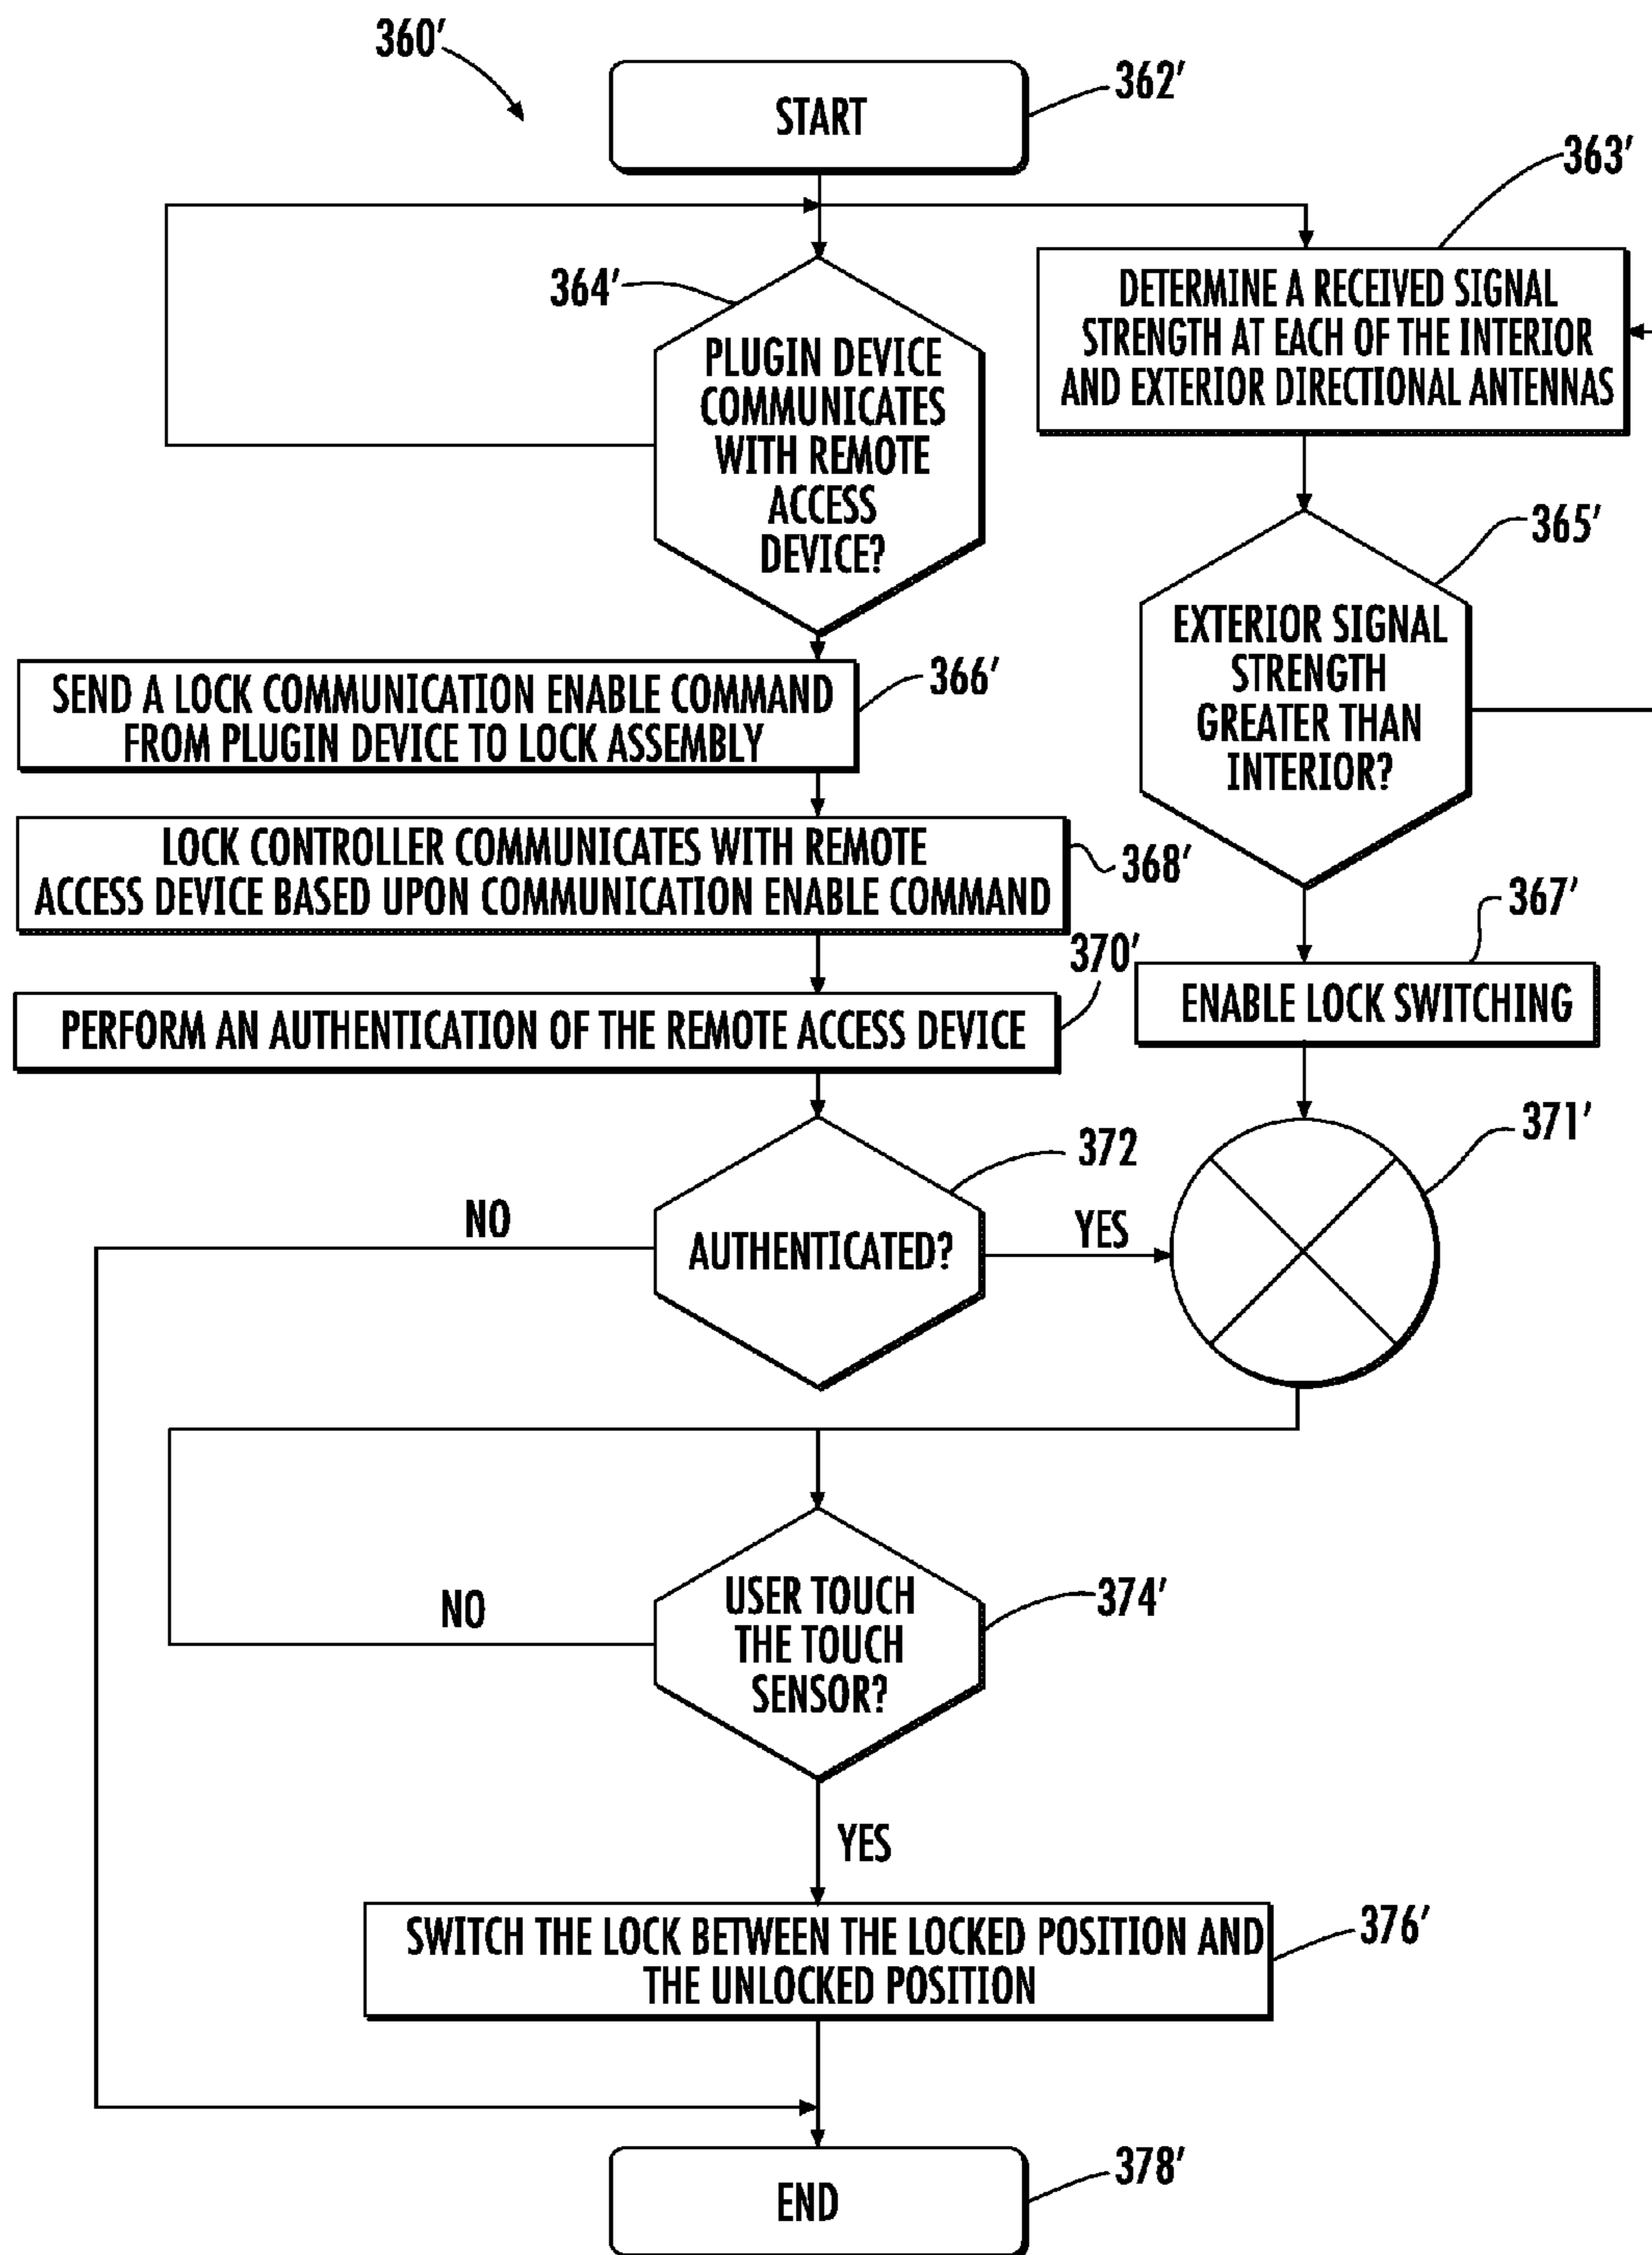 360'
START
362'
363'
364'
PLUGIN DEVICE
COMMUNICATES
WITH REMOTE
ACCESS
DEVICE?
DETERMINE A RECEIVED SIGNAL
STRENGTH AT EACH OF THE INTERIOR
AND EXTERIOR DIRECTIONAL ANTENNAS
365'
EXTERIOR SIGNAL
STRENGTH
GREATER THAN
INTERIOR?
SEND A LOCK COMMUNICATION ENABLE COMMAND
FROM PLUGIN DEVICE TO LOCK ASSEMBLY
366'
LOCK CONTROLLER COMMUNICATES WITH REMOTE
ACCESS DEVICE BASED UPON COMMUNICATION ENABLE COMMAND
368'
367'
ENABLE LOCK SWITCHING
370'
PERFORM AN AUTHENTICATION OF THE REMOTE ACCESS DEVICE
372
371'
NO
AUTHENTICATED?
YES
USER TOUCH
THE TOUCH
SENSOR?
374'
NO
YES
SWITCH THE LOCK BETWEEN THE LOCKED POSITION AND
THE UNLOCKED POSITION
376'
END
378'